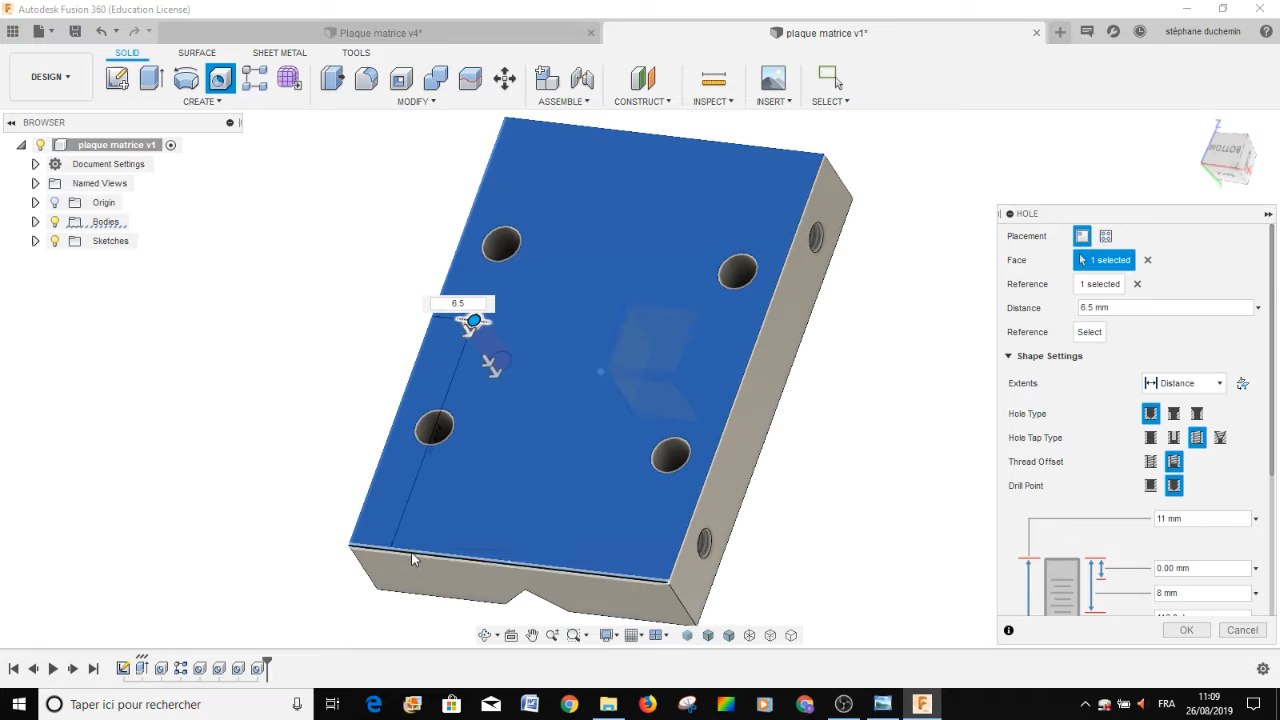 Autodesk Fusion 360 (Education License)
Plaque matrice v4*
plaque matrice v1*
stéphane duchemin
SOLID
SURFACE
SHEET METAL
TOOLS
DESIGN
CREATE
MODIFY
ASSEMBLE
CONSTRUCT
INSPECT
INSERT
SELECT
BROWSER
plaque matrice v1
Document Settings
Named Views
Origin
Bodies
Sketches
Z
BOTTOM
X
6.5
HOLE
Placement
Face
1 selected
Reference
1 selected
Distance
6.5 mm
Reference
Select
Shape Settings
Extents
Distance
Hole Type
Hole Tap Type
Thread Offset
Drill Point
11 mm
0.00 mm
8 mm
OK
Cancel
Taper ici pour rechercher
FRA
11:09
26/08/2019